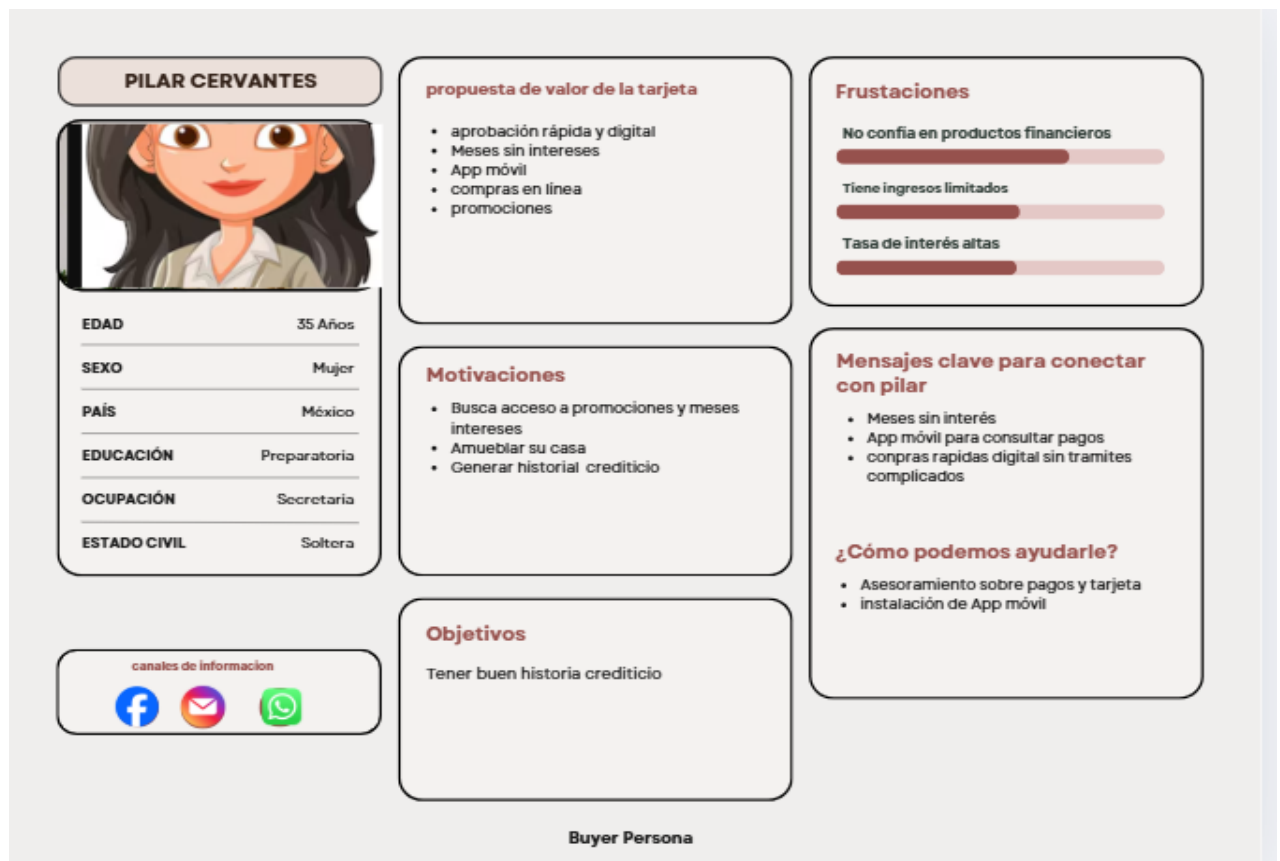 PILAR CERVANTES
EDAD 35 Años
SEXO Mujer
PAÍS México
EDUCACIÓN Preparatoria
OCUPACIÓN Secretaria
ESTADO CIVIL Soltera
canales de informacion
propuesta de valor de la tarjeta
• aprobación rápida y digital
• Meses sin intereses
• App móvil
• compras en línea
• promociones
Motivaciones
• Busca acceso a promociones y meses
intereses
• Amueblar su casa
• Generar historial crediticio
Objetivos
Tener buen historia crediticio
Frustaciones
No confia en productos financieros
Tiene ingresos limitados
Tasa de interés altas
Mensajes clave para conectar
con pilar
• Meses sin interés
• App móvil para consultar pagos
• conpras rapidas digital sin tramites
complicados
¿Cómo podemos ayudarle?
• Asesoramiento sobre pagos y tarjeta
• instalación de App móvil
Buyer Persona